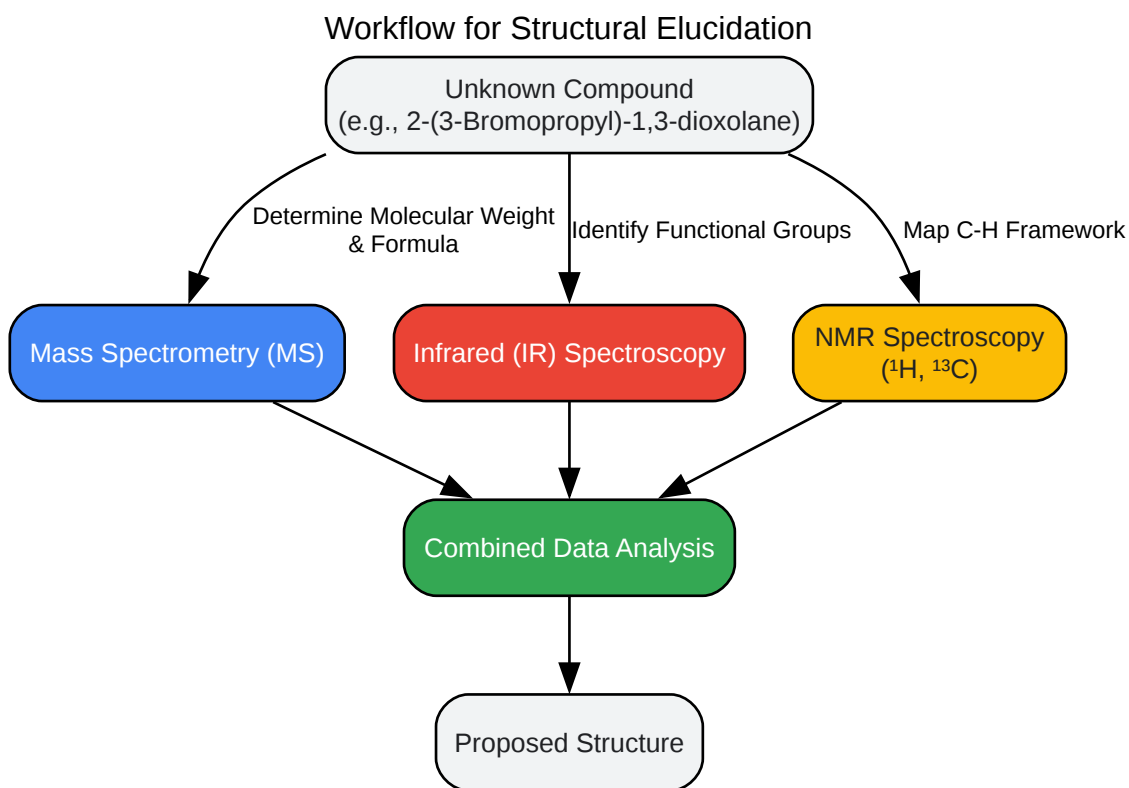 Workflow for Structural Elucidation
Unknown Compound
(e.g., 2-(3-Bromopropyl)-1,3-dioxolane)
Determine Molecular Weight
& Formula
Identify Functional Groups
Map C-H Framework
Mass Spectrometry (MS)
Infrared (IR) Spectroscopy
NMR Spectroscopy
(¹H, ¹³C)
Combined Data Analysis
Proposed Structure